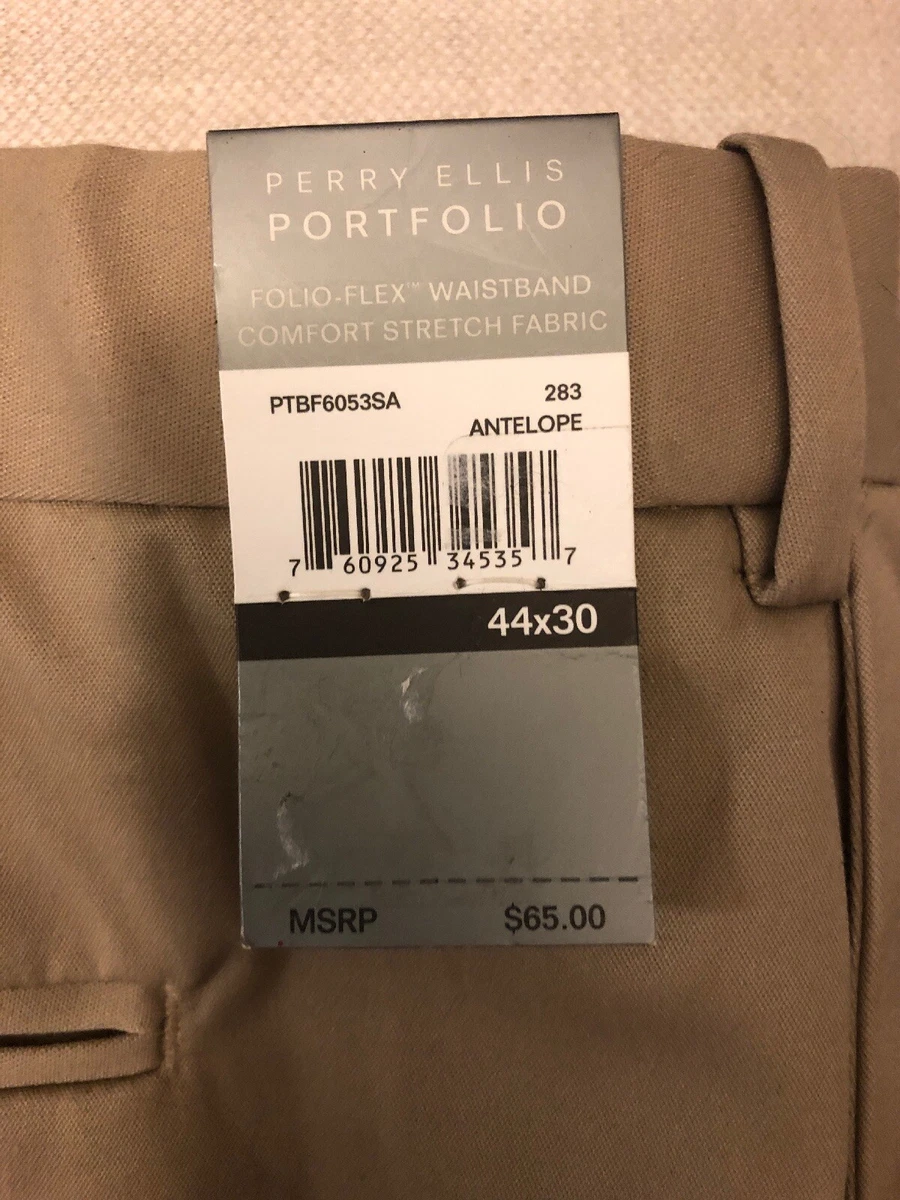 PERRY ELLIS
PORTFOLIO
FOLIO-FLEX™ WAISTBAND
COMFORT STRETCH FABRIC
PTBF6053SA 283
ANTELOPE
7 60925 34535 7
44x30
MSRP $65.00